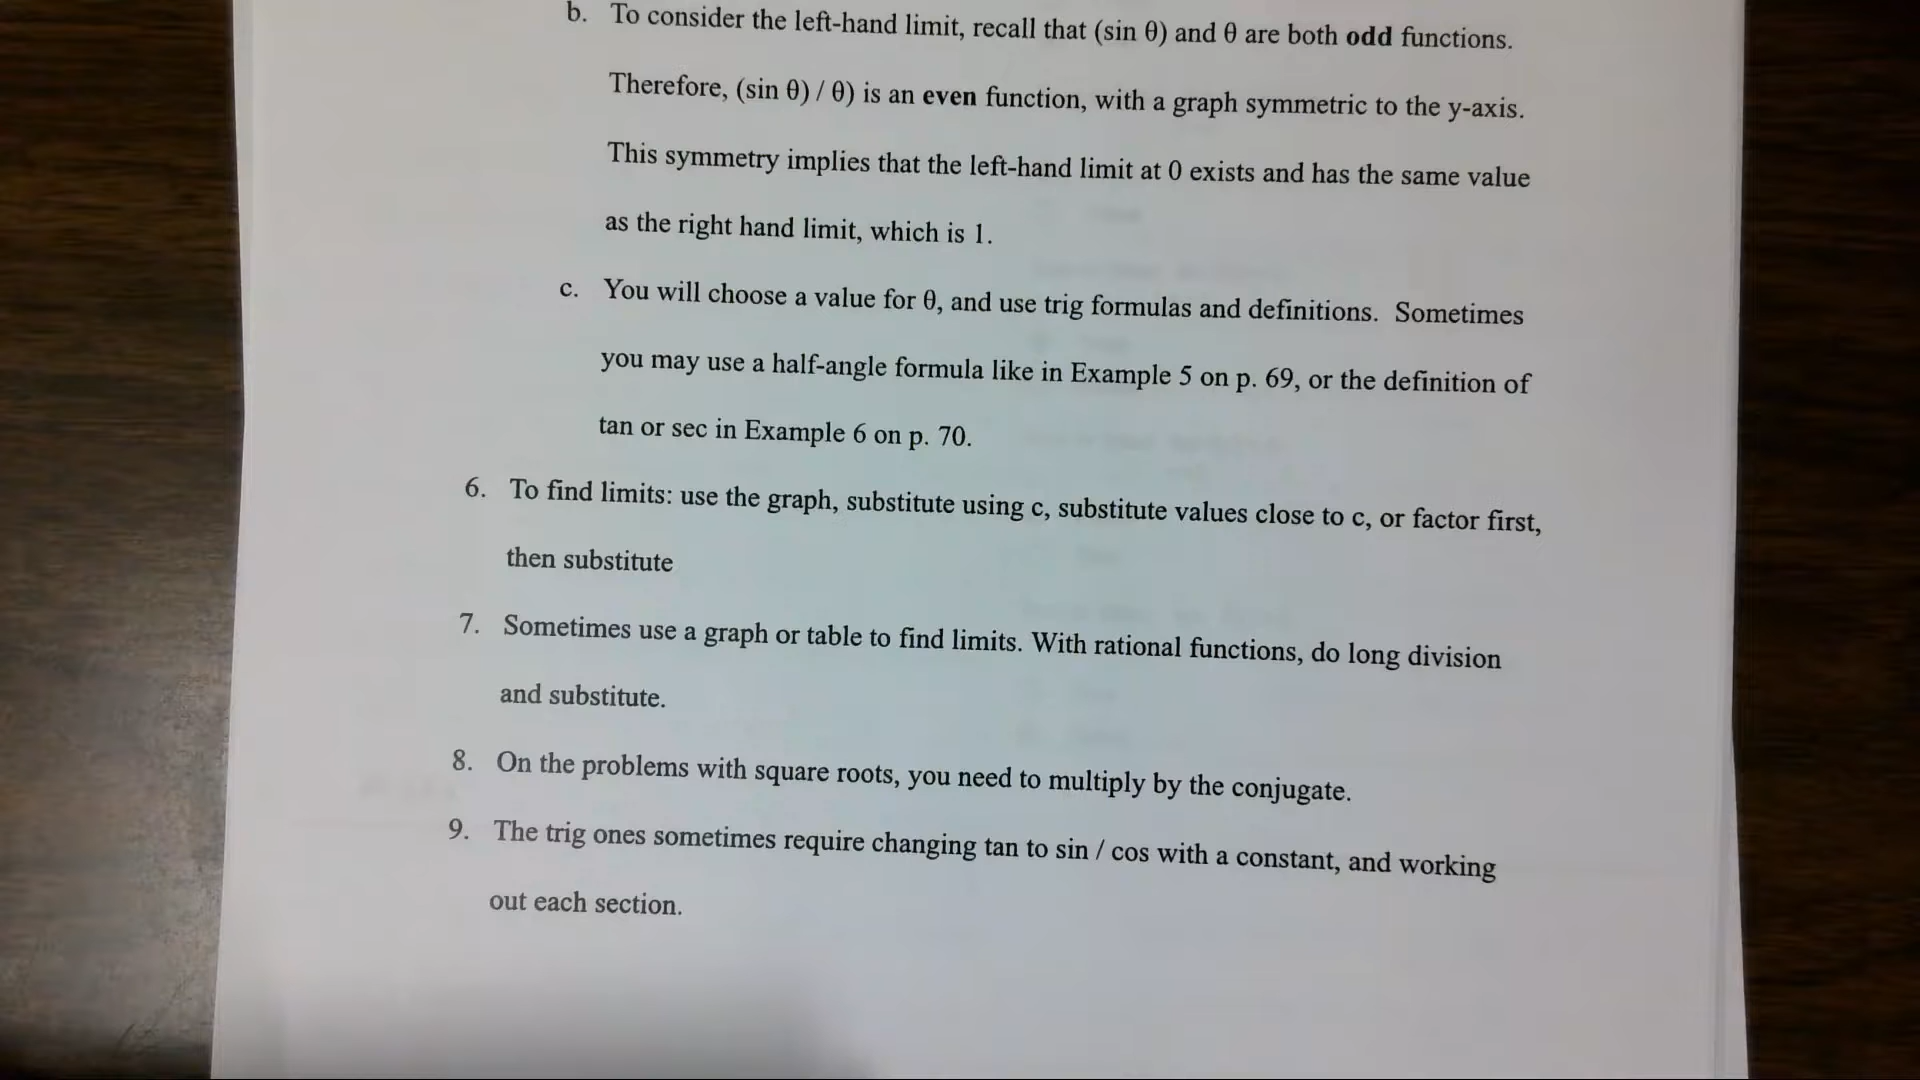 b. To consider the left-hand limit, recall that (sin θ) and θ are both odd functions.
Therefore, (sin θ) / θ) is an even function, with a graph symmetric to the y-axis.
This symmetry implies that the left-hand limit at 0 exists and has the same value
as the right hand limit, which is 1.
c. You will choose a value for θ, and use trig formulas and definitions. Sometimes
you may use a half-angle formula like in Example 5 on p. 69, or the definition of
tan or sec in Example 6 on p. 70.
6. To find limits: use the graph, substitute using c, substitute values close to c, or factor first,
then substitute
7. Sometimes use a graph or table to find limits. With rational functions, do long division
and substitute.
8. On the problems with square roots, you need to multiply by the conjugate.
9. The trig ones sometimes require changing tan to sin / cos with a constant, and working
out each section.